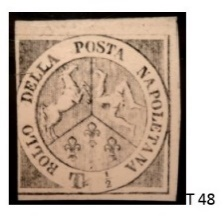 BOLLO DELLA POSTA NAPOLETANA
½ T.
T 48